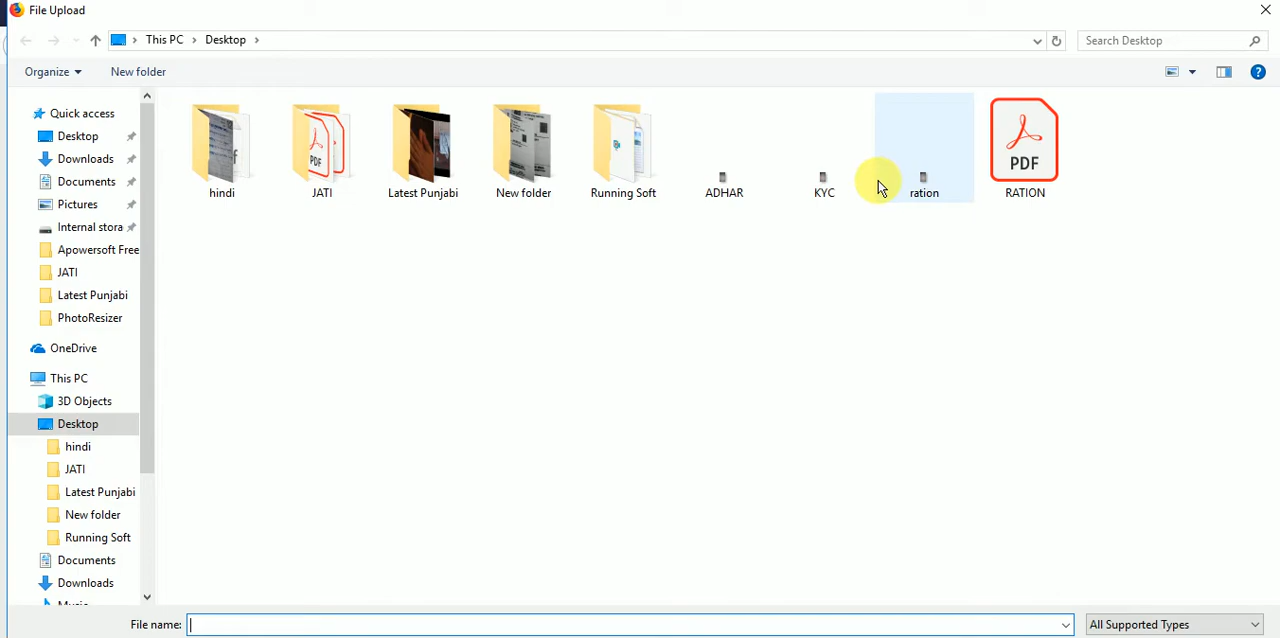 File Upload
This PC
Desktop
Search Desktop
Organize
New folder
Quick access
Desktop
Downloads
Documents
Pictures
Internal stora
Apowersoft Free
JATI
Latest Punjabi
PhotoResizer
OneDrive
This PC
3D Objects
Desktop
hindi
JATI
Latest Punjabi
New folder
Running Soft
Documents
Downloads
Music
hindi
JATI
Latest Punjabi
New folder
Running Soft
ADHAR
KYC
ration
PDF
RATION
File name:
All Supported Types